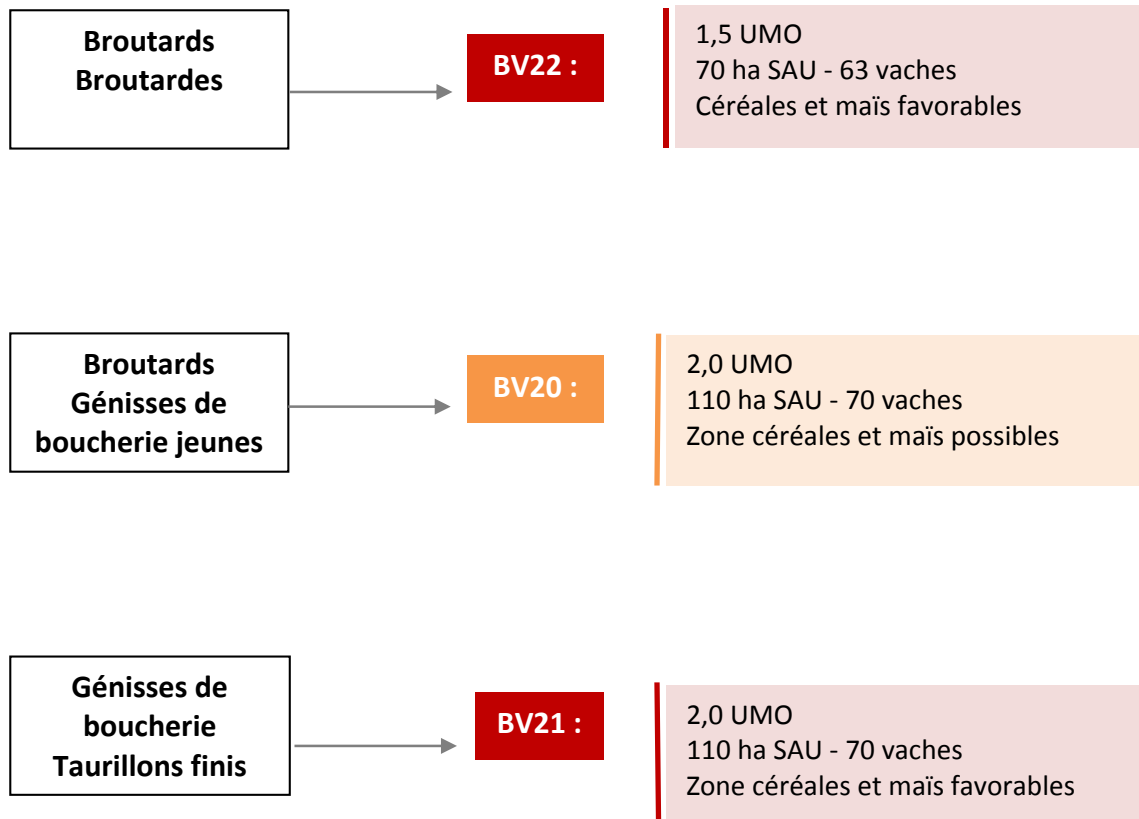 Broutards
Broutardes
BV22 :
1,5 UMO
70 ha SAU - 63 vaches
Céréales et maïs favorables
Broutards
Génisses de
boucherie jeunes
BV20 :
2,0 UMO
110 ha SAU - 70 vaches
Zone céréales et maïs possibles
Génisses de
boucherie
Taurillons finis
BV21 :
2,0 UMO
110 ha SAU - 70 vaches
Zone céréales et maïs favorables